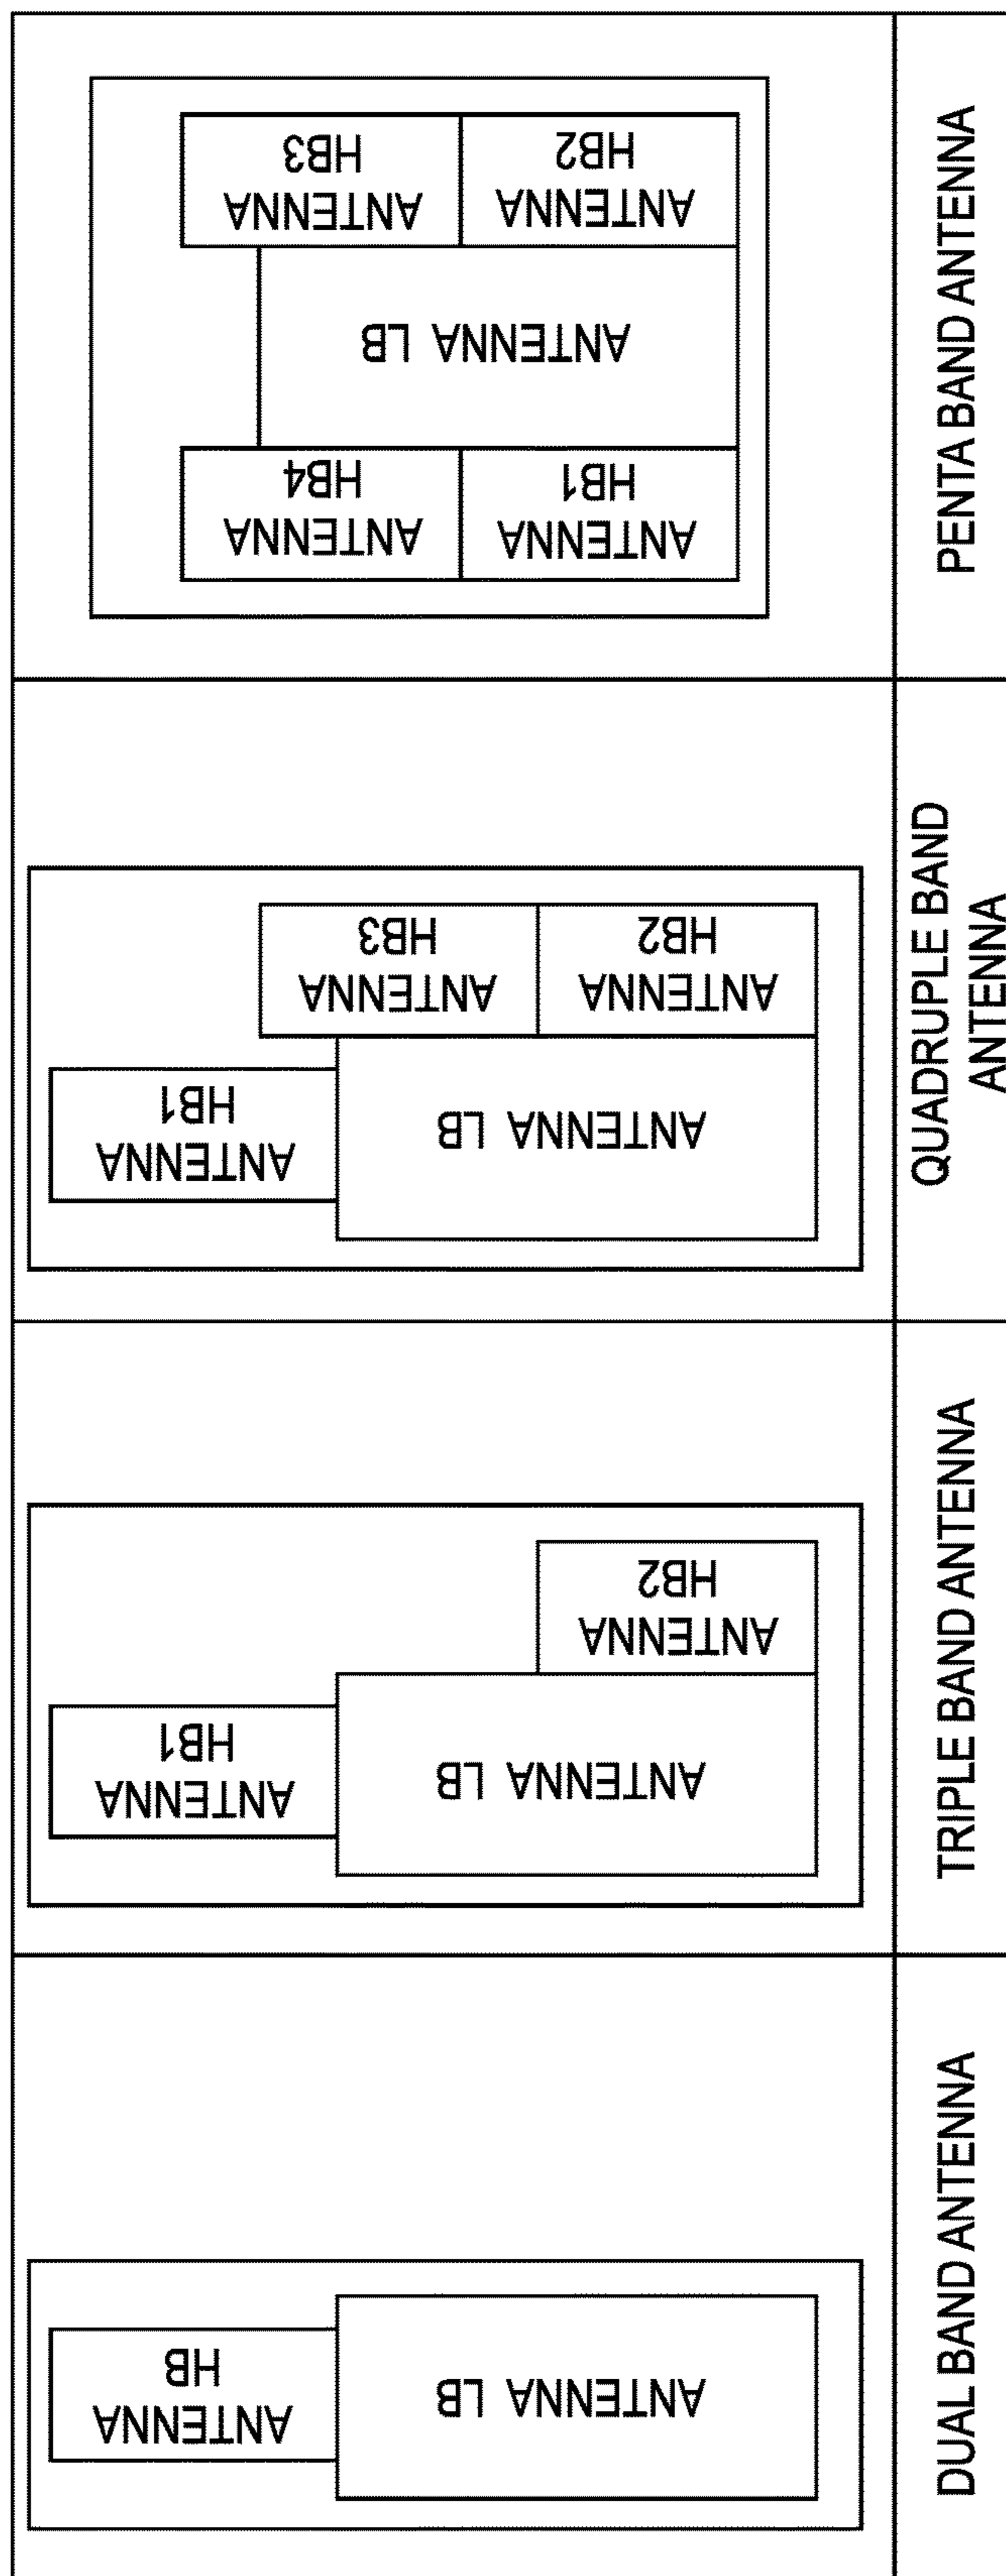 PENTA BAND ANTENNA
ANTENNA
HB1
ANTENNA
HB4
ANTENNA LB
ANTENNA
HB2
ANTENNA
HB3
QUADRUPLE BAND
ANTENNA
ANTENNA LB
ANTENNA
HB1
ANTENNA
HB2
ANTENNA
HB3
TRIPLE BAND ANTENNA
ANTENNA LB
ANTENNA
HB1
ANTENNA
HB2
DUAL BAND ANTENNA
ANTENNA LB
ANTENNA
HB